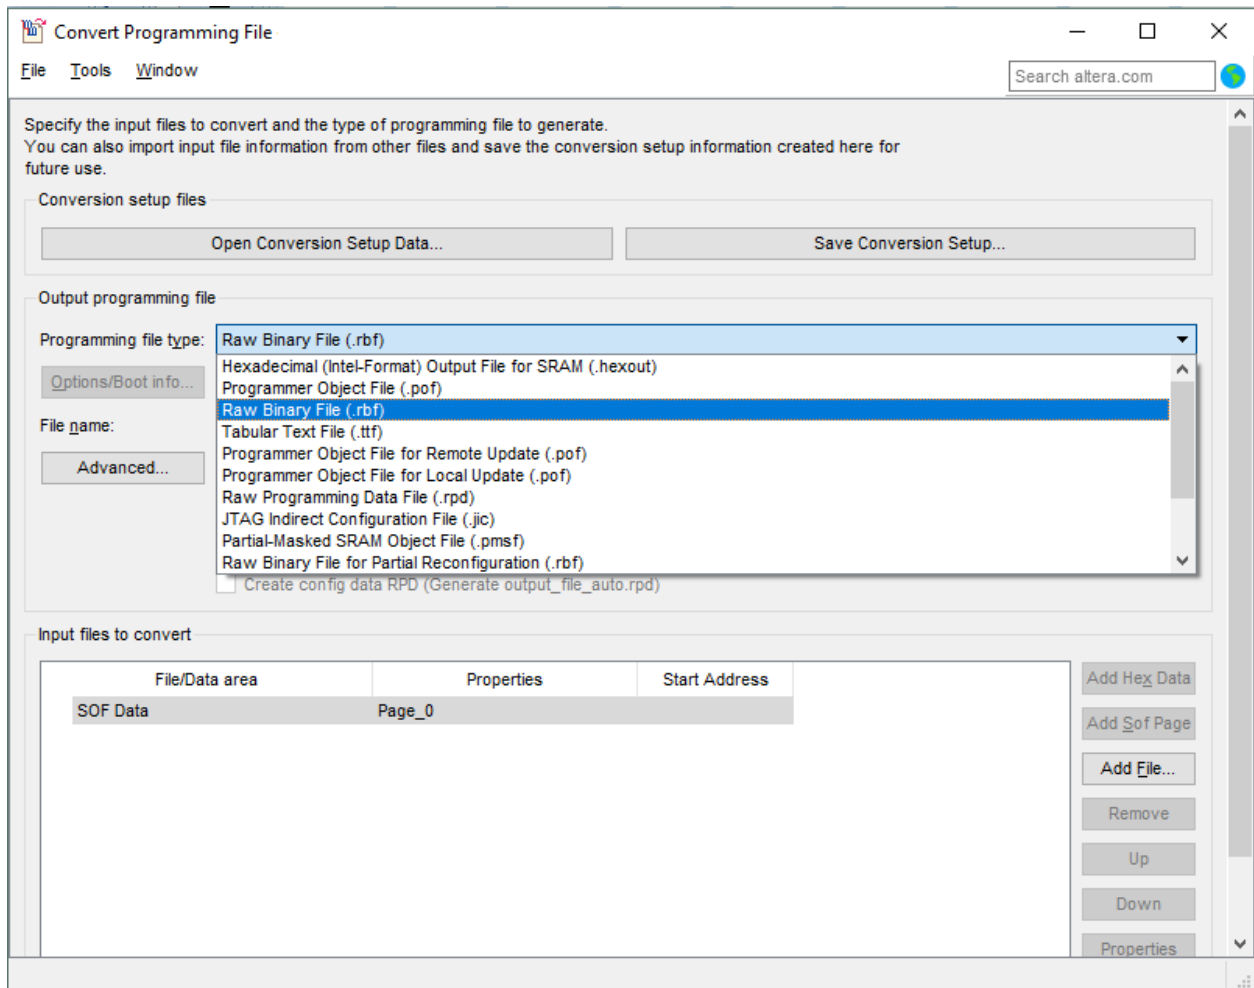 Convert Programming File
File Tools Window
Search altera.com
Specify the input files to convert and the type of programming file to generate.
You can also import input file information from other files and save the conversion setup information created here for
future use.
Conversion setup files
Open Conversion Setup Data...
Save Conversion Setup...
Output programming file
Programming file type:
Raw Binary File (.rbf)
Options/Boot info...
File name:
Advanced...
Hexadecimal (Intel-Format) Output File for SRAM (.hexout)
Programmer Object File (.pof)
Raw Binary File (.rbf)
Tabular Text File (.ttf)
Programmer Object File for Remote Update (.pof)
Programmer Object File for Local Update (.pof)
Raw Programming Data File (.rpd)
JTAG Indirect Configuration File (.jic)
Partial-Masked SRAM Object File (.pmsf)
Raw Binary File for Partial Reconfiguration (.rbf)
Create config data RPD (Generate output_file_auto.rpd)
Input files to convert
File/Data area Properties Start Address
SOF Data Page_0
Add Hex Data
Add Sof Page
Add File...
Remove
Up
Down
Properties